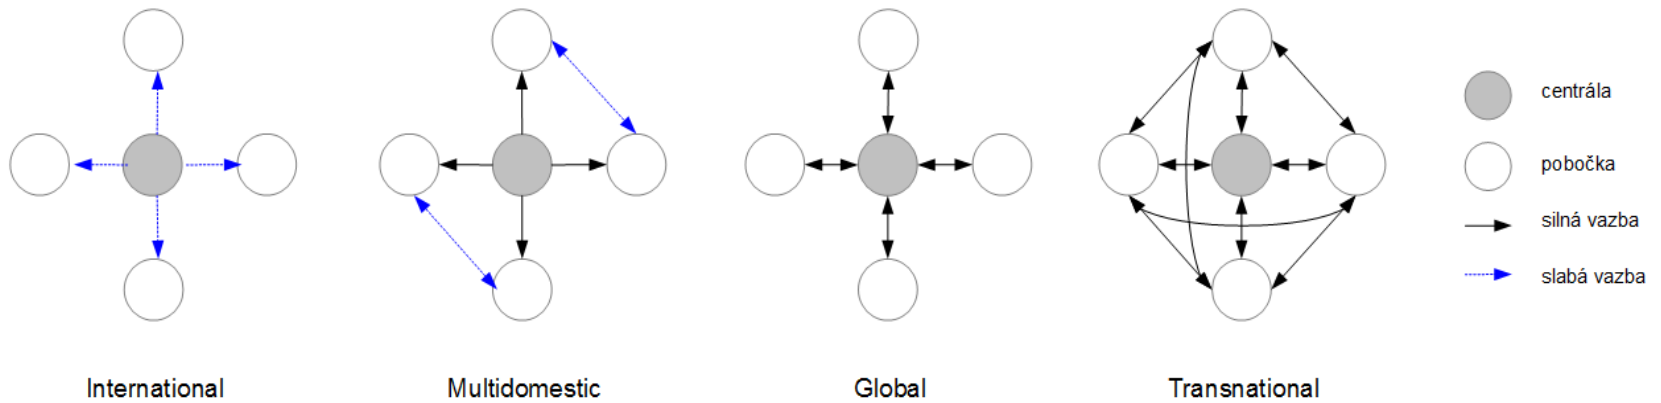 centrála
pobočka
silná vazba
slabá vazba
International
Multidomestic
Global
Transnational